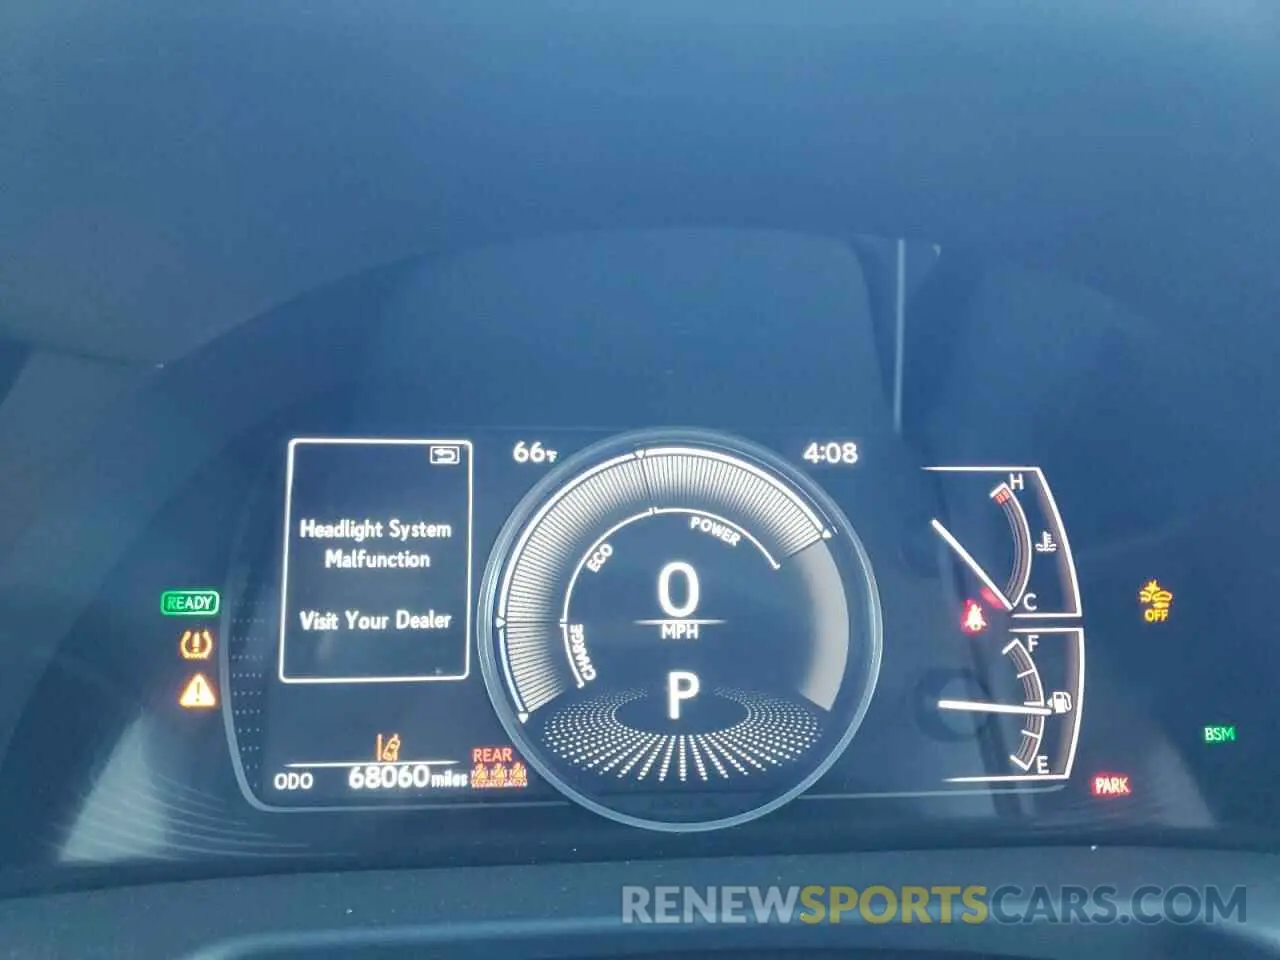 66°F
4:08
Headlight System
Malfunction
Visit Your Dealer
POWER
ECO
CHARGE
0
MPH
P
H
C
F
E
READY
OFF
BSM
REAR
ODO 68060 miles
PARK
RENEWSPORTSCARS.COM